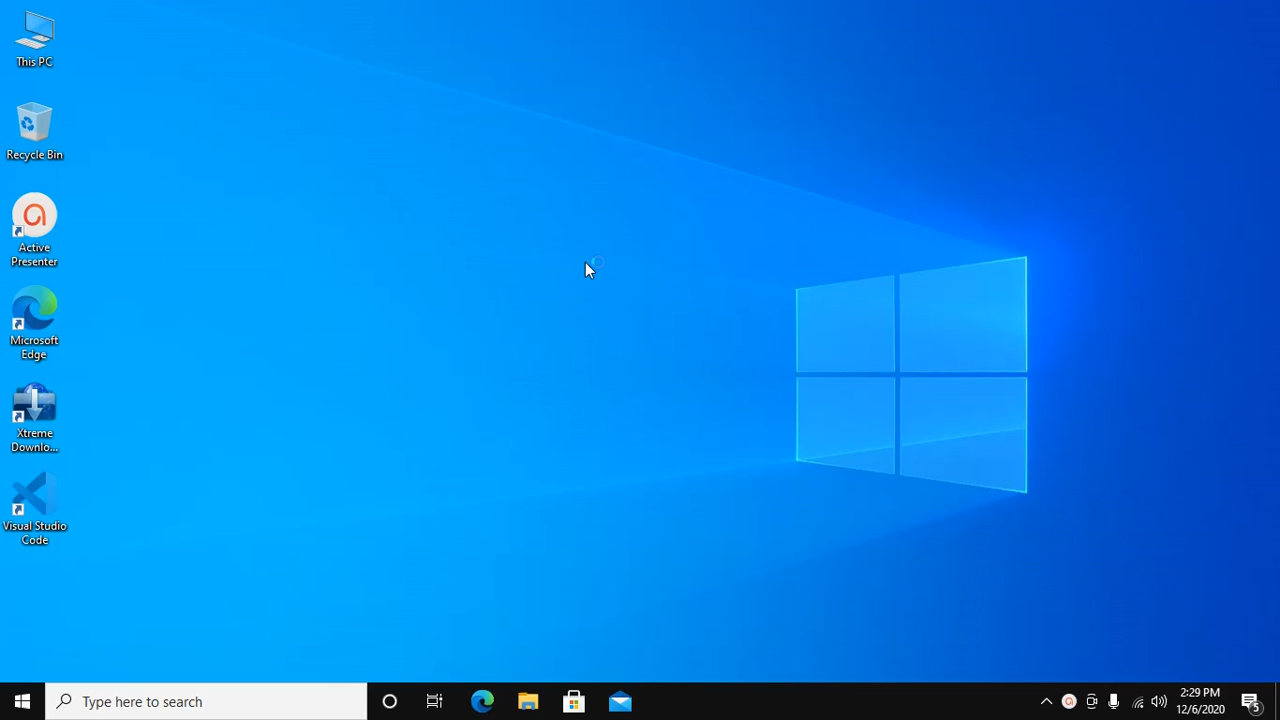 This PC
Recycle Bin
Active
Presenter
Microsoft
Edge
Xtreme
Downlo...
Visual Studio
Code
Type here to search
2:29 PM
12/6/2020
5